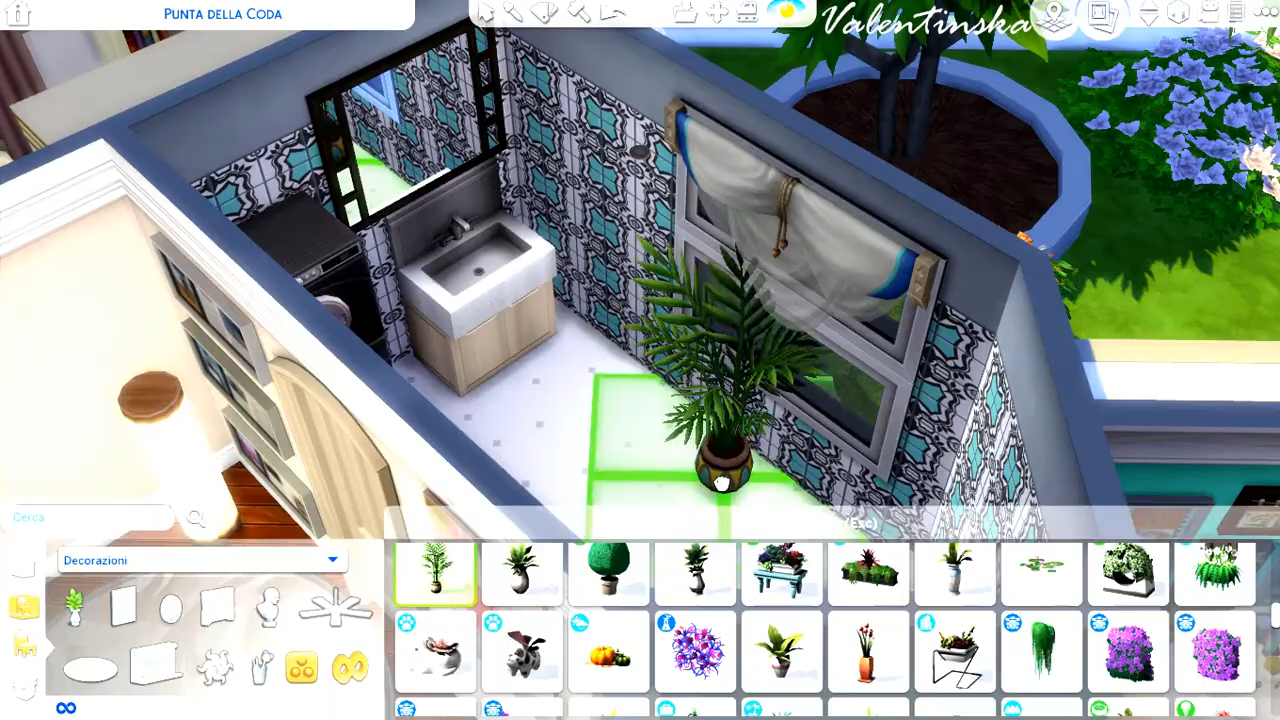 PUNTA DELLA CODA
Valentinska
(Esc)
Cerca
Decorazioni